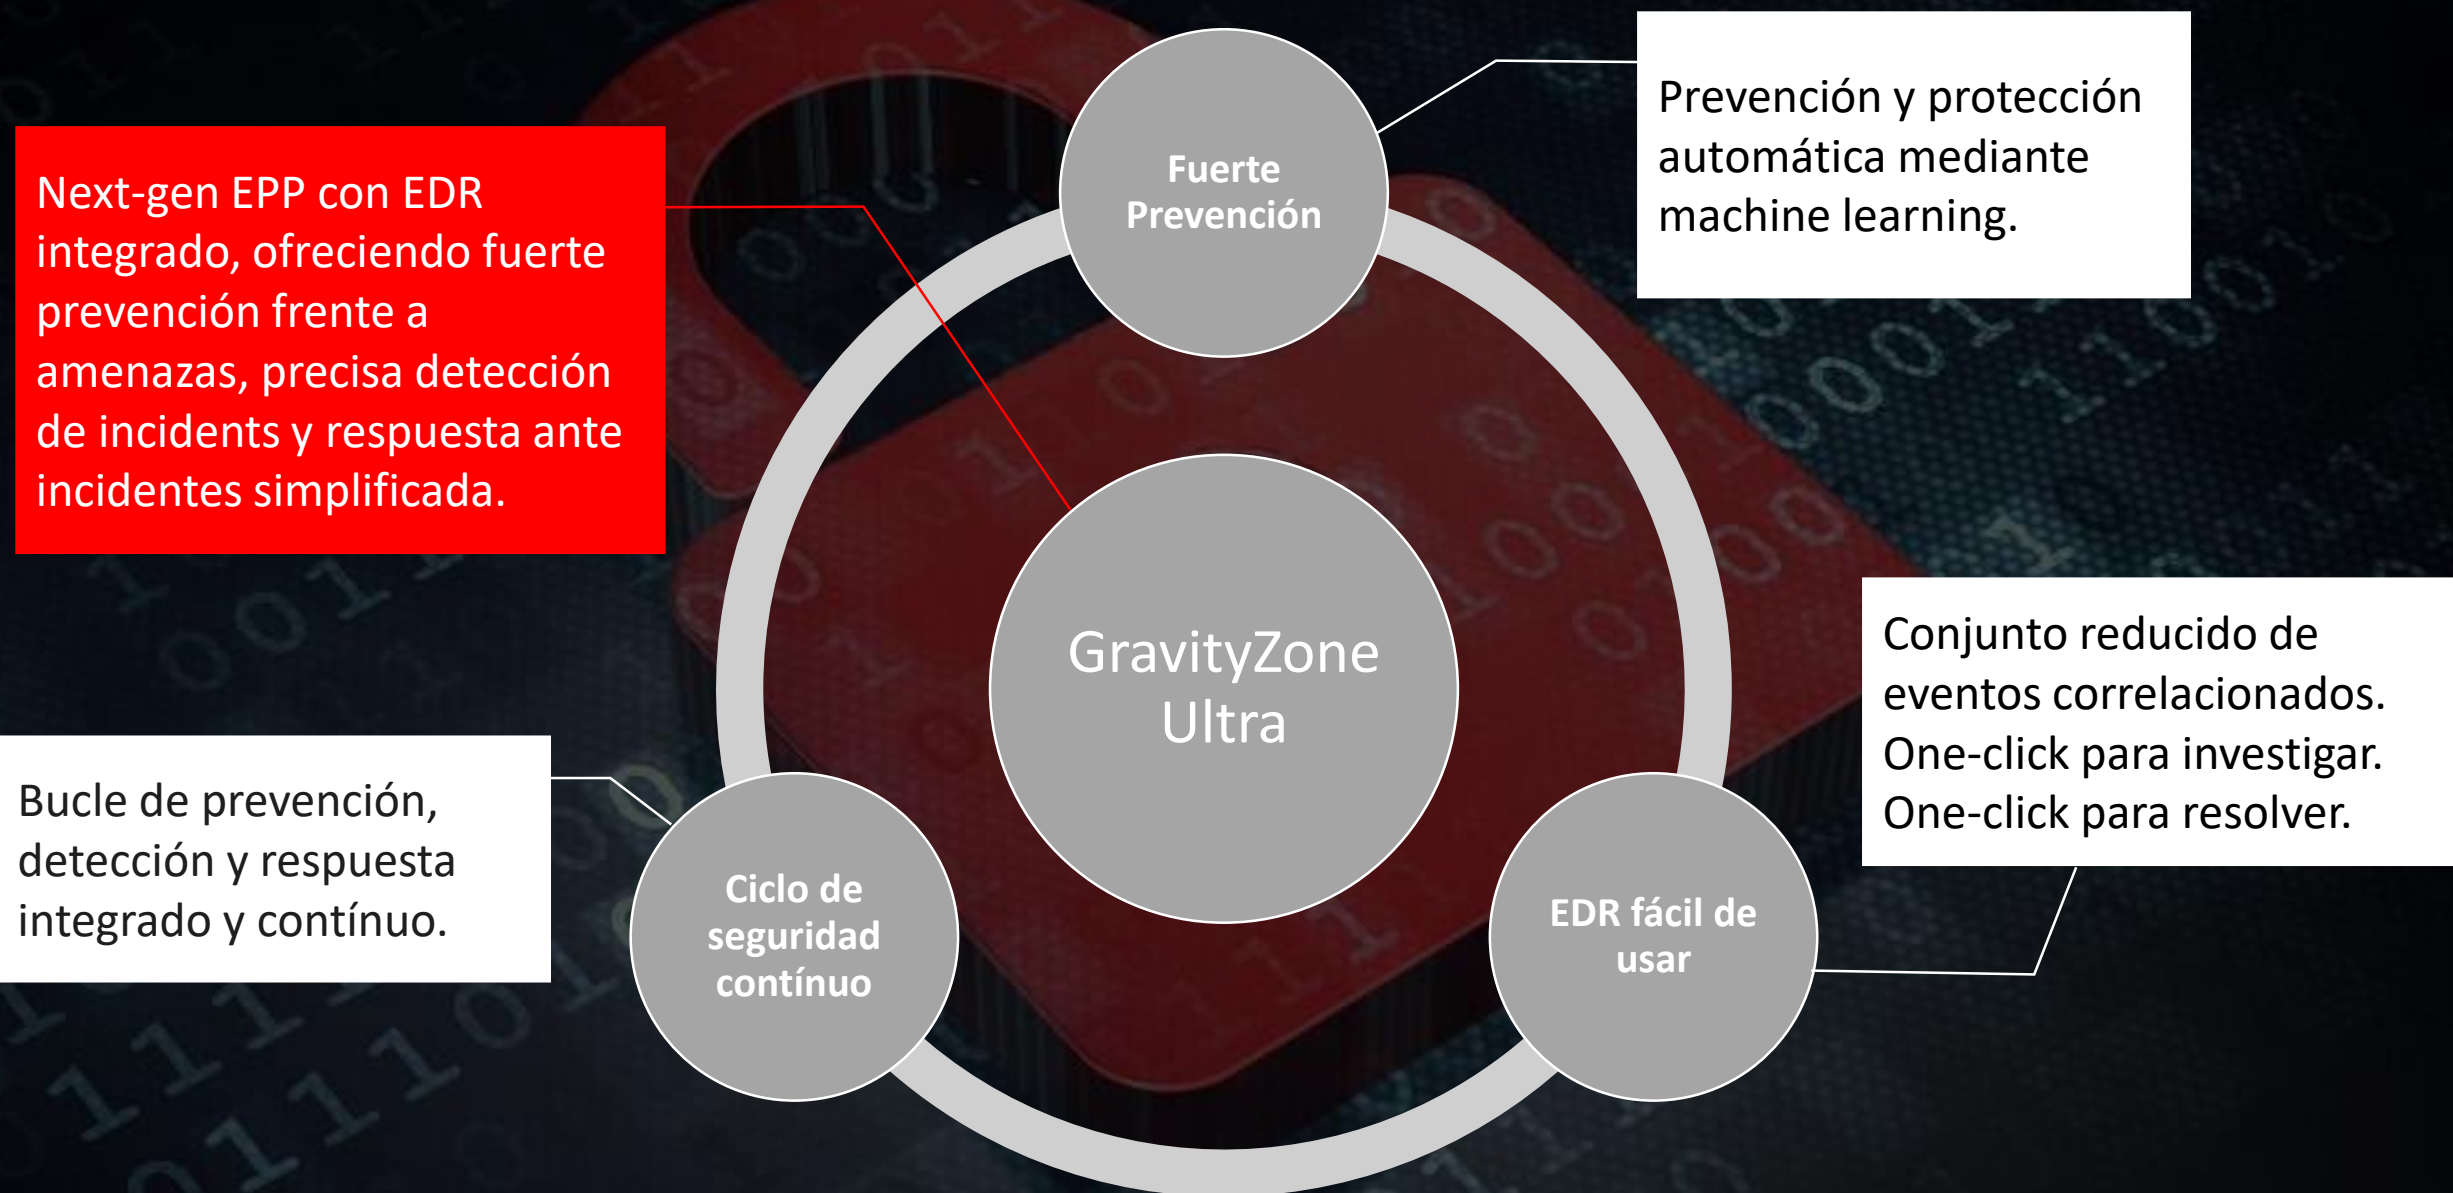 Fuerte
Prevención
Prevención y protección
automática mediante
machine learning.
Next-gen EPP con EDR
integrado, ofreciendo fuerte
prevención frente a
amenazas, precisa detección
de incidents y respuesta ante
incidentes simplificada.
GravityZone
Ultra
Conjunto reducido de
eventos correlacionados.
One-click para investigar.
One-click para resolver.
Bucle de prevención,
detección y respuesta
integrado y contínuo.
Ciclo de
seguridad
contínuo
EDR fácil de
usar